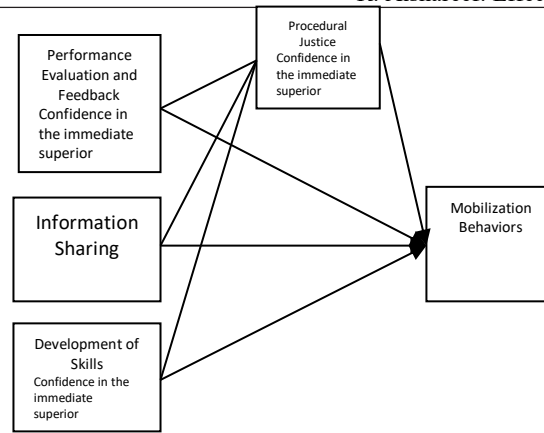 Procedural
Justice
Confidence in
the immediate
superior
Performance
Evaluation and
Feedback
Confidence in
the immediate
superior
Information
Sharing
Mobilization
Behaviors
Development of
Skills
Confidence in the
immediate
superior